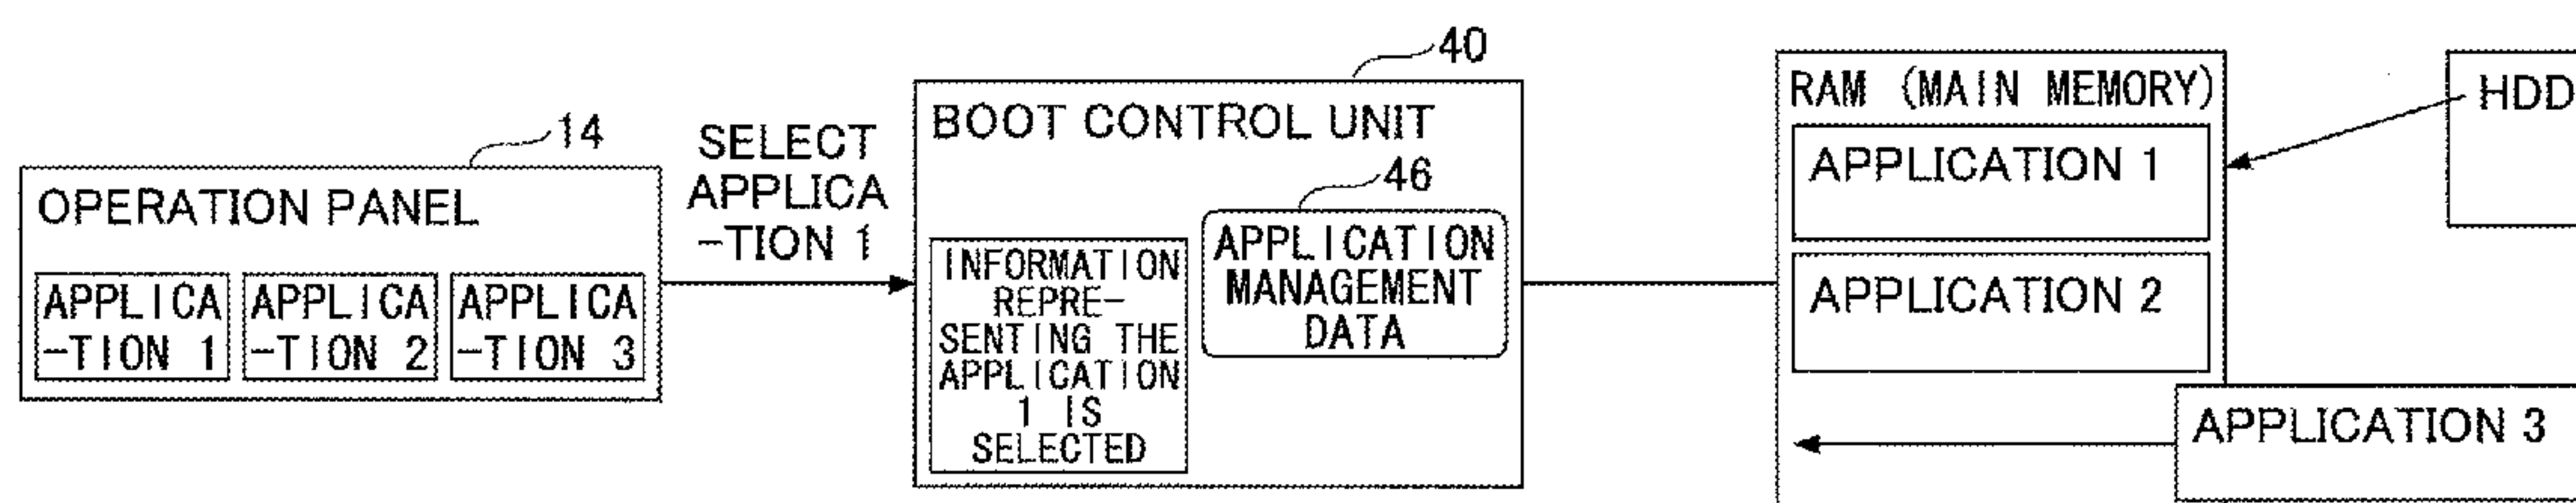 14
OPERATION PANEL
APPLICA
-TION 1
APPLICA
-TION 2
APPLICA
-TION 3
SELECT
APPLICA
-TION 1
40
BOOT CONTROL UNIT
INFORMATION
REPRE-
SENTING THE
APPLICATION
1 IS
SELECTED
46
APPLICATION
MANAGEMENT
DATA
RAM (MAIN MEMORY)
APPLICATION 1
APPLICATION 2
HDD
APPLICATION 3